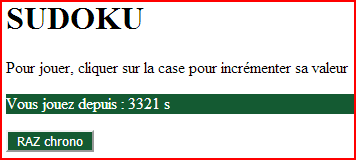 SUDOKU
Pour jouer, cliquer sur la case pour incrémenter sa valeur
Vous jouez depuis : 3321 s
RAZ chrono